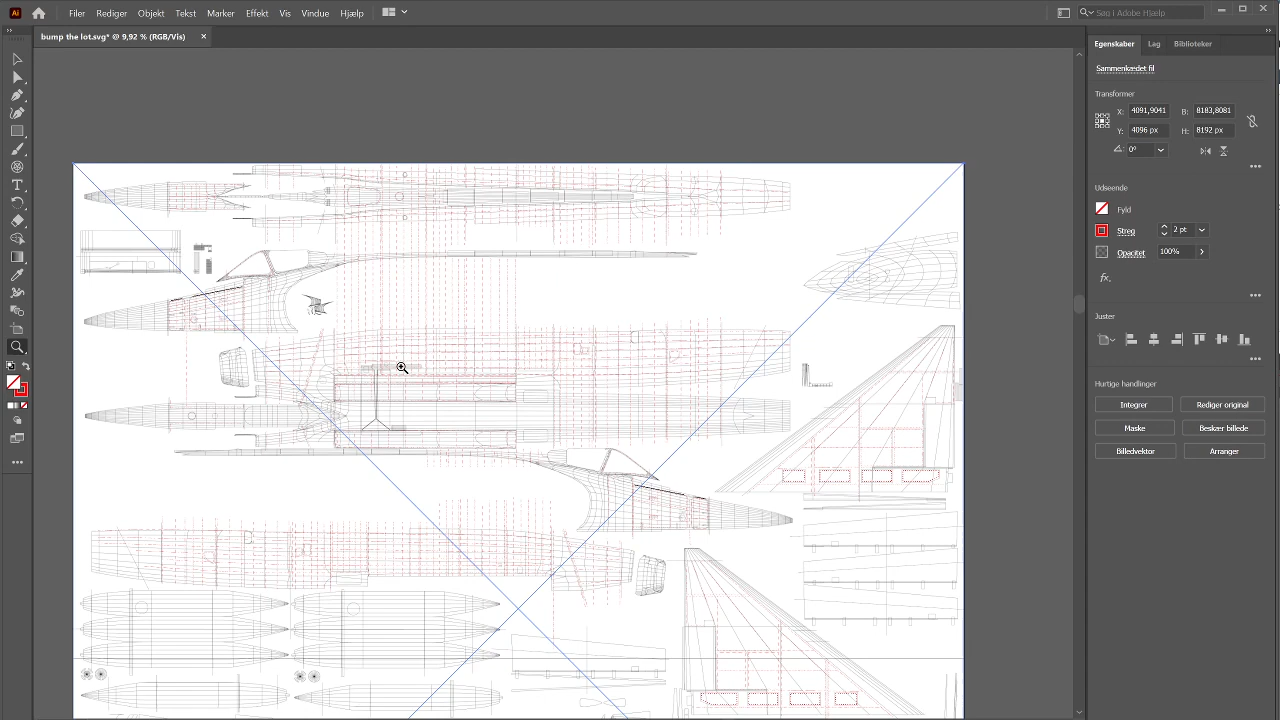 Ai
Filer Rediger Objekt Tekst Marker Effekt Vis Vindue Hjælp
Søg i Adobe Hjælp
bump the lot.svg* @ 9,92 % (RGB/Vis)
Egenskaber Lag Biblioteker
Sammenkædet fil
Transformer
X: 4091,9041 B: 8183,8081
Y: 4096 px H: 8192 px
0°
Udseende
Fyld
Streg 2 pt
Opacitet 100%
fx.
Juster
Hurtige handlinger
Integrer Rediger original
Maske Beskær billede
Billedvektor Arranger